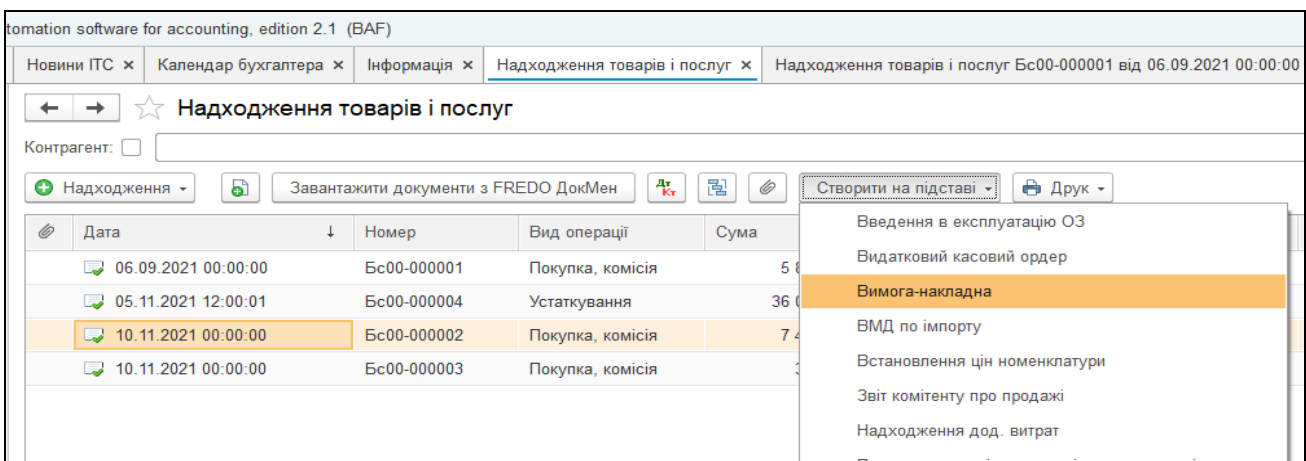 tomation software for accounting, edition 2.1 (BAF)
Новини ІТС × Календар бухгалтера × Інформація × Надходження товарів і послуг × Надходження товарів і послуг Бс00-000001 від 06.09.2021 00:00:00
Надходження товарів і послуг
Контрагент:
Надходження Завантажити документи з FREDO ДокМен Дт Кт Створити на підставі Друк
Дата ↓ Номер Вид операції Сума
06.09.2021 00:00:00 Бс00-000001 Покупка, комісія 5
05.11.2021 12:00:01 Бс00-000004 Устаткування 36
10.11.2021 00:00:00 Бс00-000002 Покупка, комісія 7
10.11.2021 00:00:00 Бс00-000003 Покупка, комісія
Введення в експлуатацію ОЗ
Видатковий касовий ордер
Вимога-накладна
ВМД по імпорту
Встановлення цін номенклатури
Звіт комітенту про продажі
Надходження дод. витрат